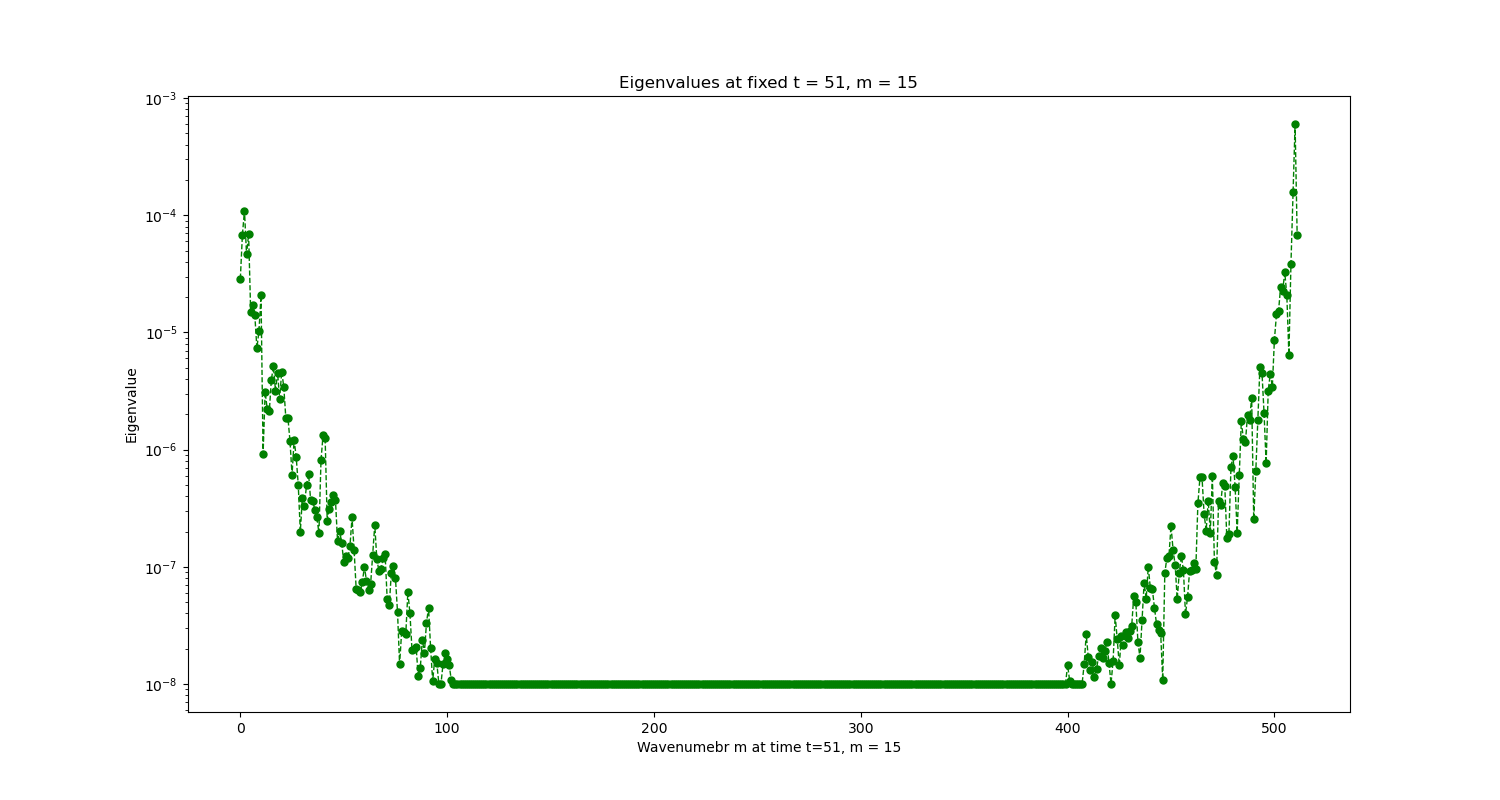 Eigenvalues at fixed t = 51, m = 15
10⁻³
10⁻⁴
10⁻⁵
10⁻⁶
10⁻⁷
10⁻⁸
Eigenvalue
0 100 200 300 400 500
Wavenumebr m at time t=51, m = 15